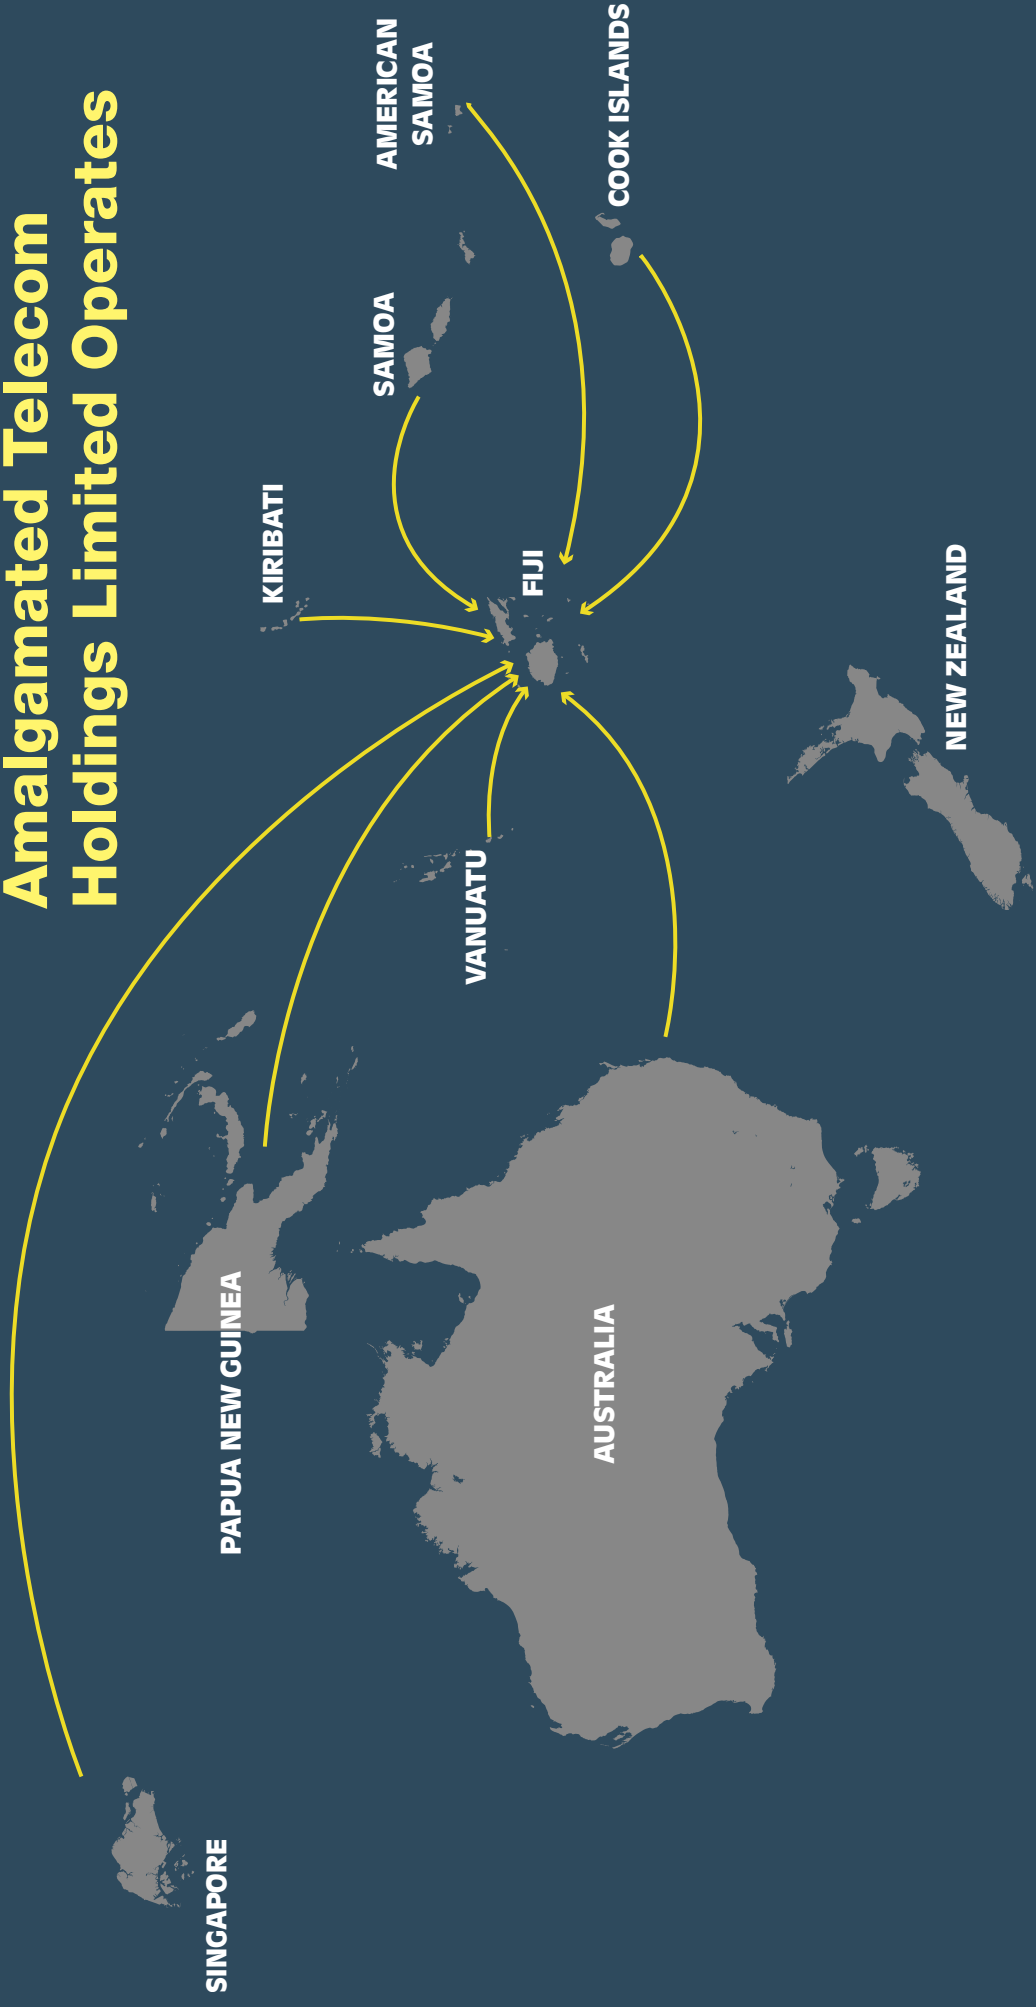 Amalgamated Telecom
Holdings Limited Operates
AMERICAN
SAMOA
COOK ISLANDS
SAMOA
KIRIBATI
FIJI
NEW ZEALAND
VANUATU
PAPUA NEW GUINEA
AUSTRALIA
SINGAPORE